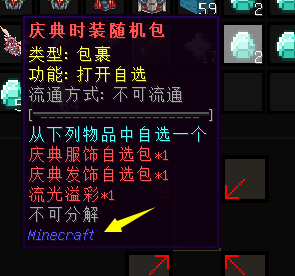 59
庆典时装随机包
2
类型: 包裹
功能: 打开自选
流通方式: 不可流通
2
从下列物品中自选一个
庆典服饰自选包*1
庆典发饰自选包*1
流光溢彩*1
不可分解
Minecraft